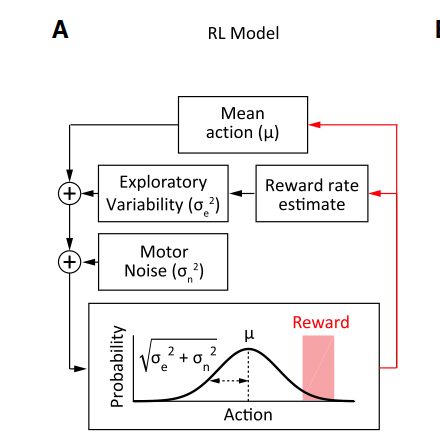 A
RL Model
Mean
action (μ)
Exploratory
Variability (σₑ²)
Reward rate
estimate
Motor
Noise (σₙ²)
Reward
μ
√σₑ² + σₙ²
Probability
Action